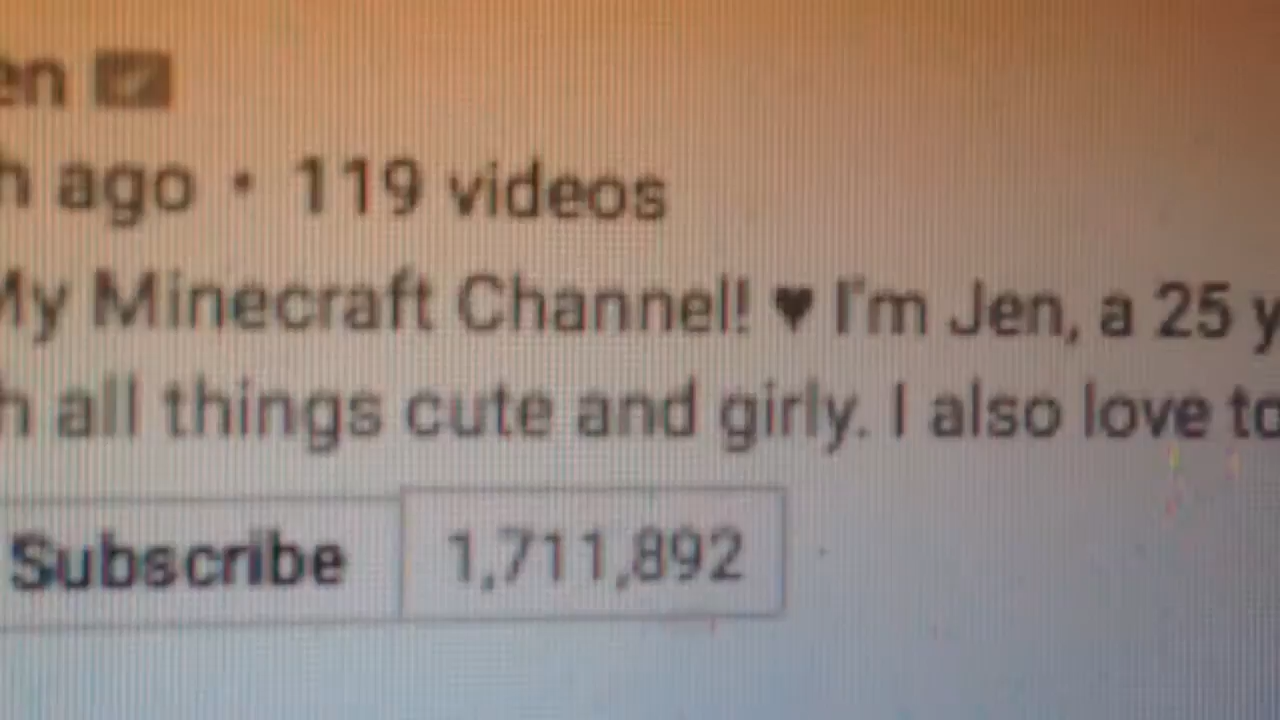 en
h ago • 119 videos
My Minecraft Channel! ♥ I'm Jen, a 25 y
h all things cute and girly. I also love to
Subscribe 1,711,892